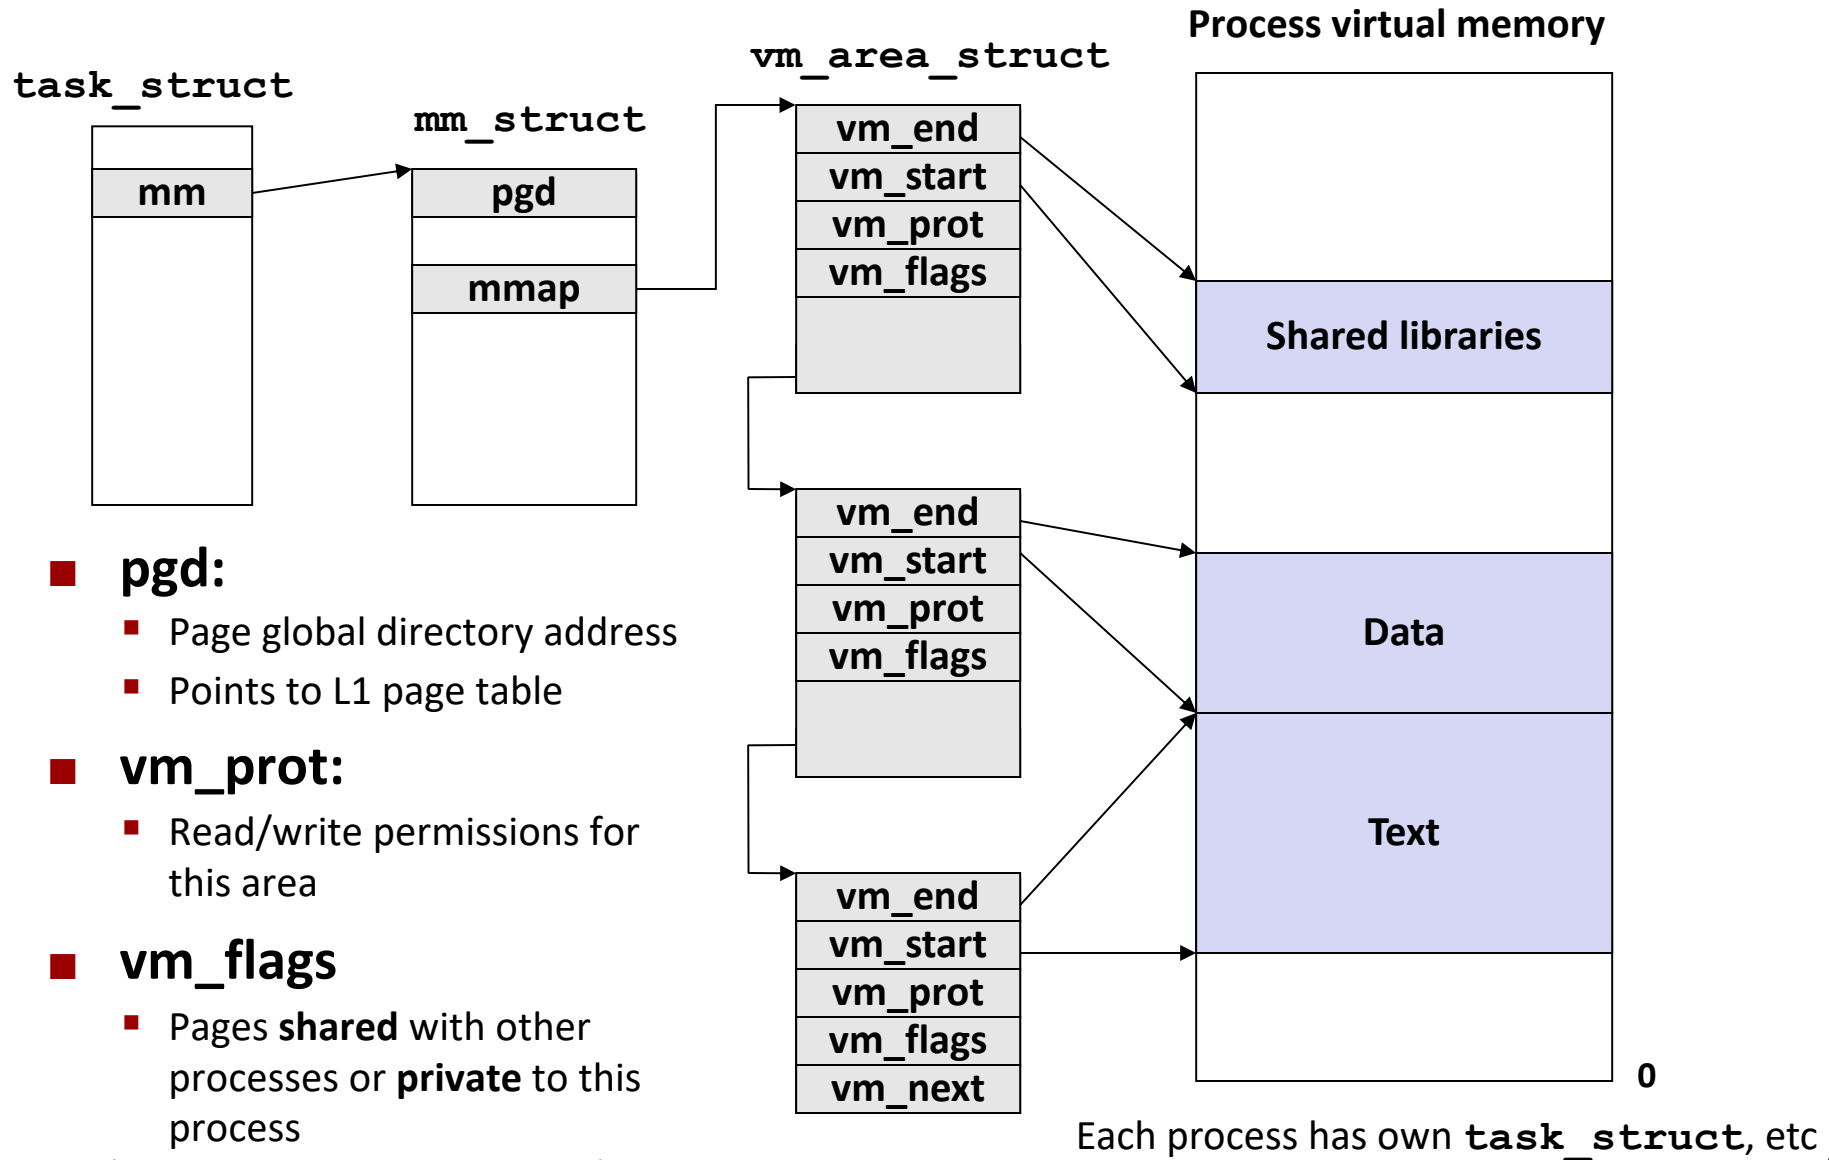 Process virtual memory
vm_area_struct
task_struct
mm_struct
mm
pgd
mmap
vm_end
vm_start
vm_prot
vm_flags
Shared libraries
vm_end
vm_start
vm_prot
vm_flags
Data
Text
vm_end
vm_start
vm_prot
vm_flags
vm_next
0
pgd:
Page global directory address
Points to L1 page table
vm_prot:
Read/write permissions for
this area
vm_flags
Pages shared with other
processes or private to this
process
Each process has own task_struct, etc